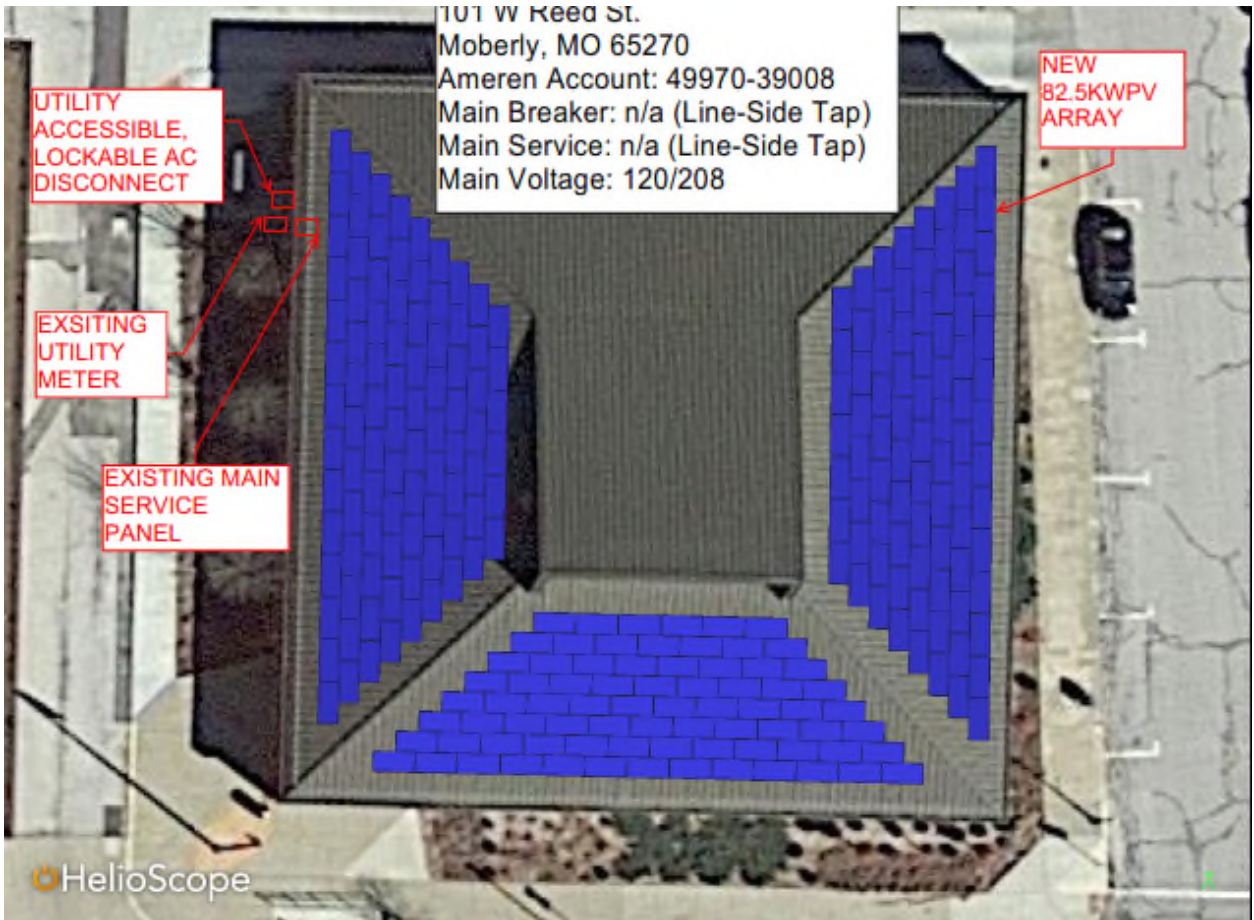 101 W Reed St.
Moberly, MO 65270
Ameren Account: 49970-39008
Main Breaker: n/a (Line-Side Tap)
Main Service: n/a (Line-Side Tap)
Main Voltage: 120/208
NEW
82.5KWPV
ARRAY
UTILITY
ACCESSIBLE,
LOCKABLE AC
DISCONNECT
EXSITING
UTILITY
METER
EXISTING MAIN
SERVICE
PANEL
HelioScope